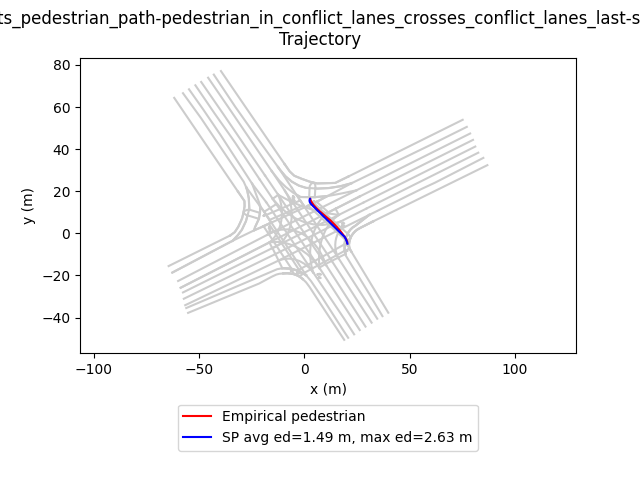 ts_pedestrian_path-pedestrian_in_conflict_lanes_crosses_conflict_lanes_last-s
Trajectory
80
60
40
20
0
−20
−40
y (m)
−100
−50
0
50
100
x (m)
Empirical pedestrian
SP avg ed=1.49 m, max ed=2.63 m